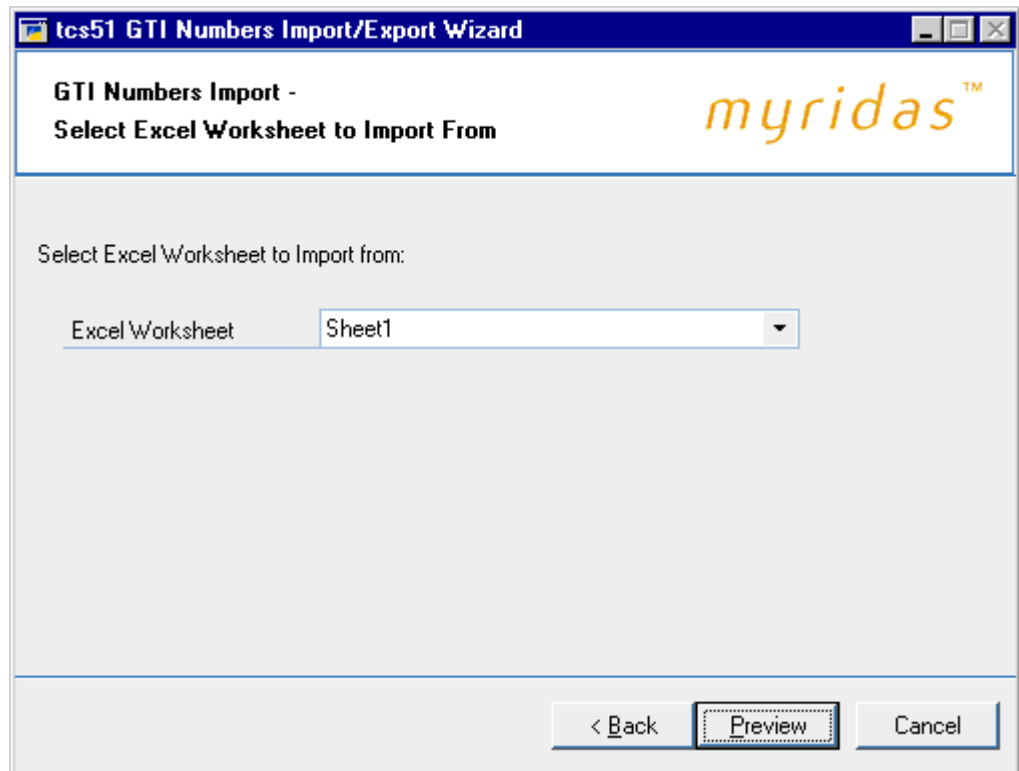 tcs51 GTI Numbers Import/Export Wizard
GTI Numbers Import -
Select Excel Worksheet to Import From
myridas™
Select Excel Worksheet to Import from:
Excel Worksheet Sheet1
< Back Preview Cancel